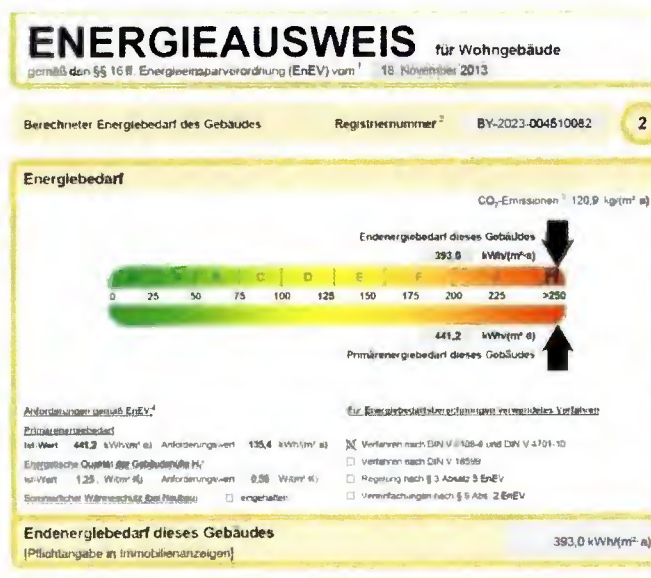 ENERGIEAUSWEIS für Wohngebäude
gemäß den §§ 16 ff. Energieeinsparverordnung (EnEV) vom 1 18. November 2013
Berechneter Energiebedarf des Gebäudes Registriernummer 2 BY-2023-004510082 2
Energiebedarf
CO2-Emissionen 3 120,9 kg/(m²·a)
Endenergiebedarf dieses Gebäudes
393,0 kWh/(m²·a)
A C D E F H
0 25 50 75 100 125 150 175 200 225 >250
441,2 kWh/(m²·a)
Primärenergiebedarf dieses Gebäudes
Anforderungen gemäß EnEV 4 Für Energiebedarfsberechnungen verwendetes Verfahren
Primärenergiebedarf
Ist-Wert 441,2 kWh/(m²·a) Anforderungswert 135,4 kWh/(m²·a) Verfahren nach DIN V 4108-6 und DIN V 4701-10
Energetische Qualität der Gebäudehülle HT' Verfahren nach DIN V 18599
Ist-Wert 1,25 W/(m²·K) Anforderungswert W/(m²·K) Regelung nach § 3 Absatz 5 EnEV
Sommerlicher Wärmeschutz (bei Neubau) eingehalten Vereinfachungen nach § 9 Abs. 2 EnEV
Endenergiebedarf dieses Gebäudes
[Pflichtangabe in Immobilienanzeigen] 393,0 kWh/(m²·a)